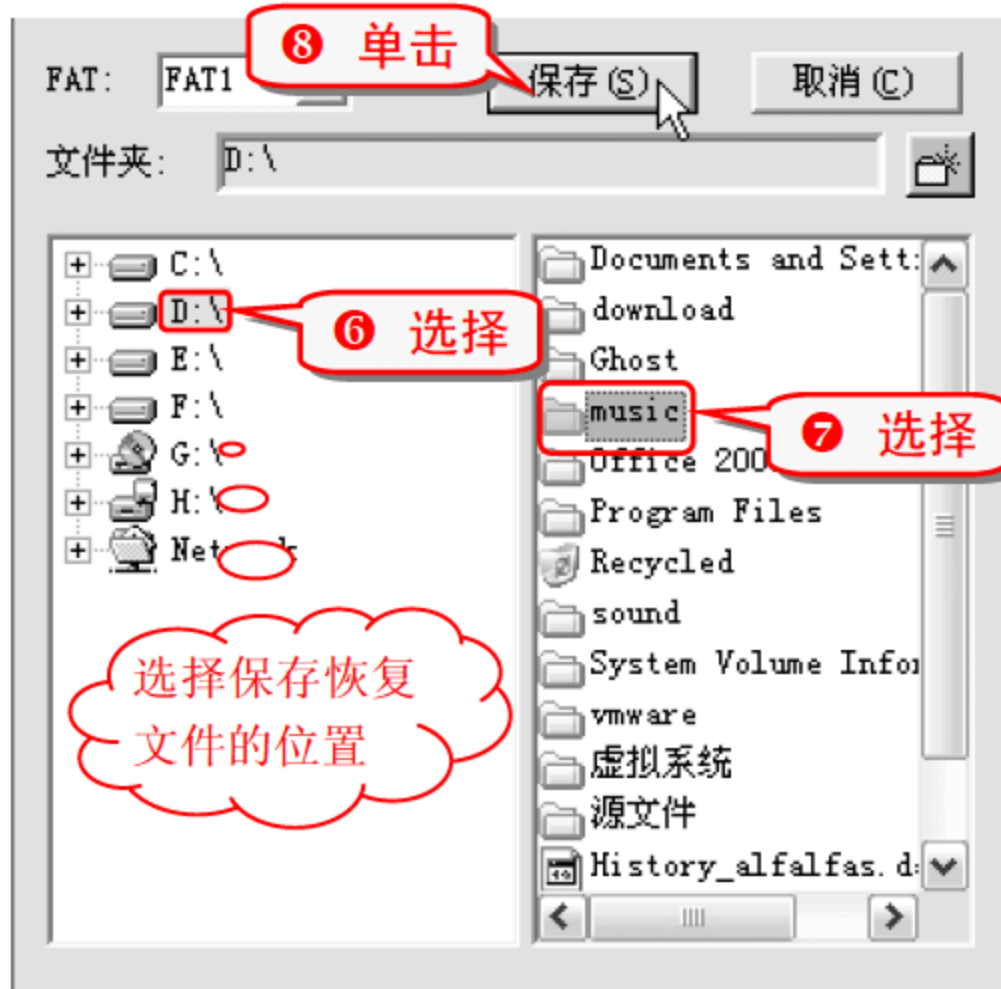 ❽ 单击
FAT: FAT1 保存(S) 取消(C)
文件夹: D:\
C:\
D:\
E:\
F:\
G:\
H:\
❻ 选择
选择保存恢复
文件的位置
Documents and Sett
download
Ghost
music
❼ 选择
Office 200
Program Files
Recycled
sound
System Volume Infor
vmware
虚拟系统
源文件
History_alfalfas.d